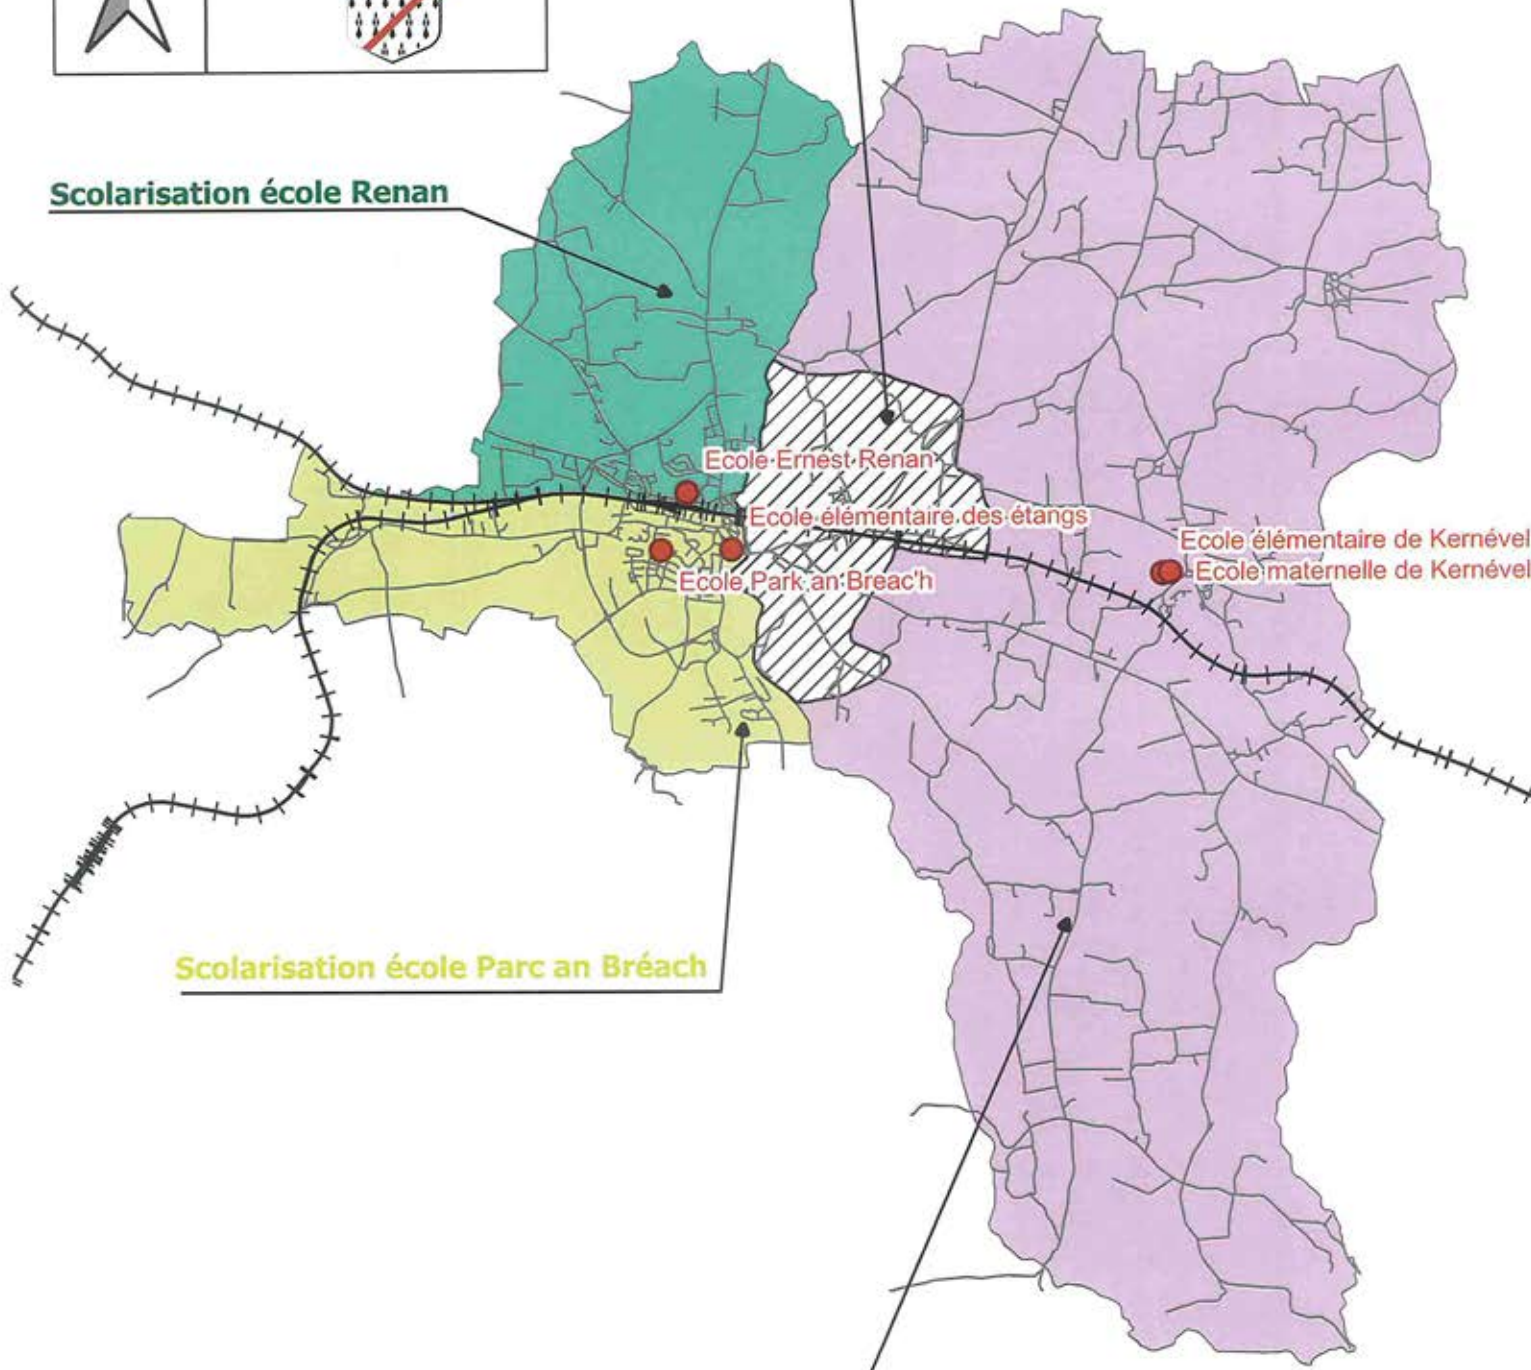 Scolarisation école Renan
Ecole Ernest Renan
Ecole élémentaire des étangs
Ecole élémentaire de Kernével
Ecole maternelle de Kernével
Ecole Park an Breac'h
Scolarisation école Parc an Bréach